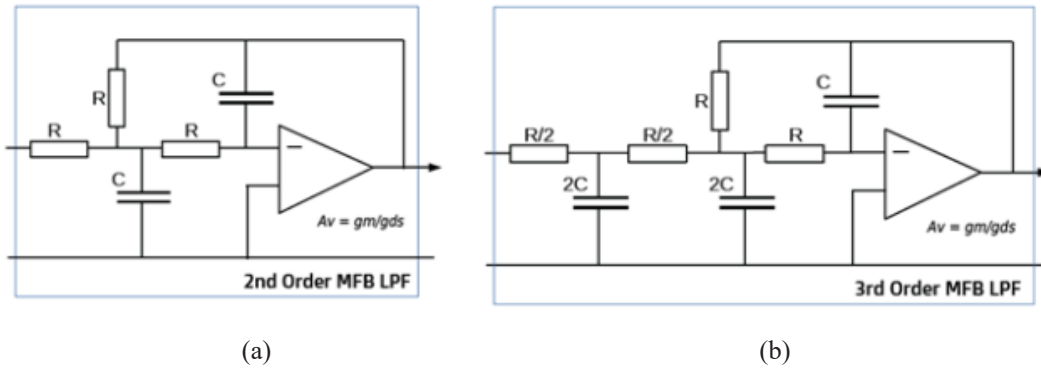 R
C
R
R
C
−
Av = gm/gds
2nd Order MFB LPF
(a)
C
R
R/2
R/2
R
2C
2C
−
Av = gm/gds
3rd Order MFB LPF
(b)